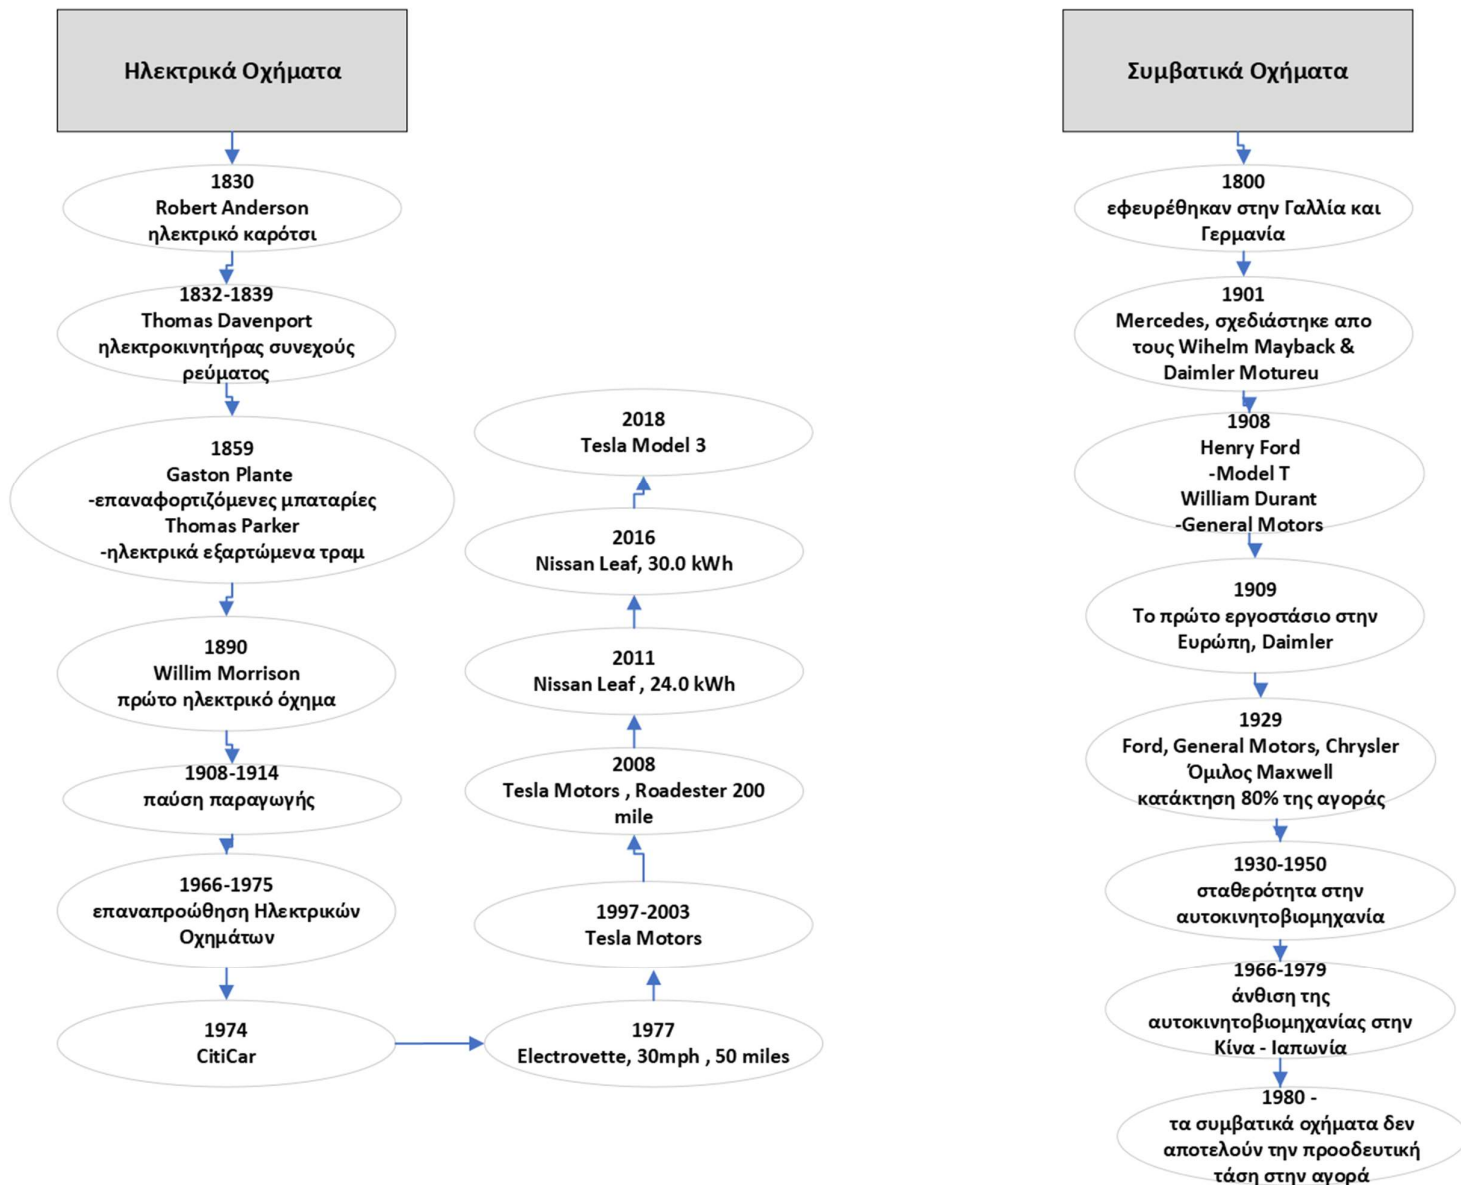 Ηλεκτρικά Οχήματα
1830
Robert Anderson
ηλεκτρικό καρότσι
1832-1839
Thomas Davenport
ηλεκτροκινητήρας συνεχούς
ρεύματος
1859
Gaston Plante
-επαναφορτιζόμενες μπαταρίες
Thomas Parker
-ηλεκτρικά εξαρτώμενα τραμ
1890
Willim Morrison
πρώτο ηλεκτρικό όχημα
1908-1914
παύση παραγωγής
1966-1975
επαναπροώθηση Ηλεκτρικών
Οχημάτων
1974
CitiCar
1977
Electrovette, 30mph , 50 miles
1997-2003
Tesla Motors
2008
Tesla Motors , Roadester 200
mile
2011
Nissan Leaf , 24.0 kWh
2016
Nissan Leaf, 30.0 kWh
2018
Tesla Model 3
Συμβατικά Οχήματα
1800
εφευρέθηκαν στην Γαλλία και
Γερμανία
1901
Mercedes, σχεδιάστηκε απο
τους Wihelm Mayback &
Daimler Motureu
1908
Henry Ford
-Model T
William Durant
-General Motors
1909
Το πρώτο εργοστάσιο στην
Ευρώπη, Daimler
1929
Ford, General Motors, Chrysler
Όμιλος Maxwell
κατάκτηση 80% της αγοράς
1930-1950
σταθερότητα στην
αυτοκινητοβιομηχανία
1966-1979
άνθιση της
αυτοκινητοβιομηχανίας στην
Κίνα - Ιαπωνία
1980 -
τα συμβατικά οχήματα δεν
αποτελούν την προοδευτική
τάση στην αγορά